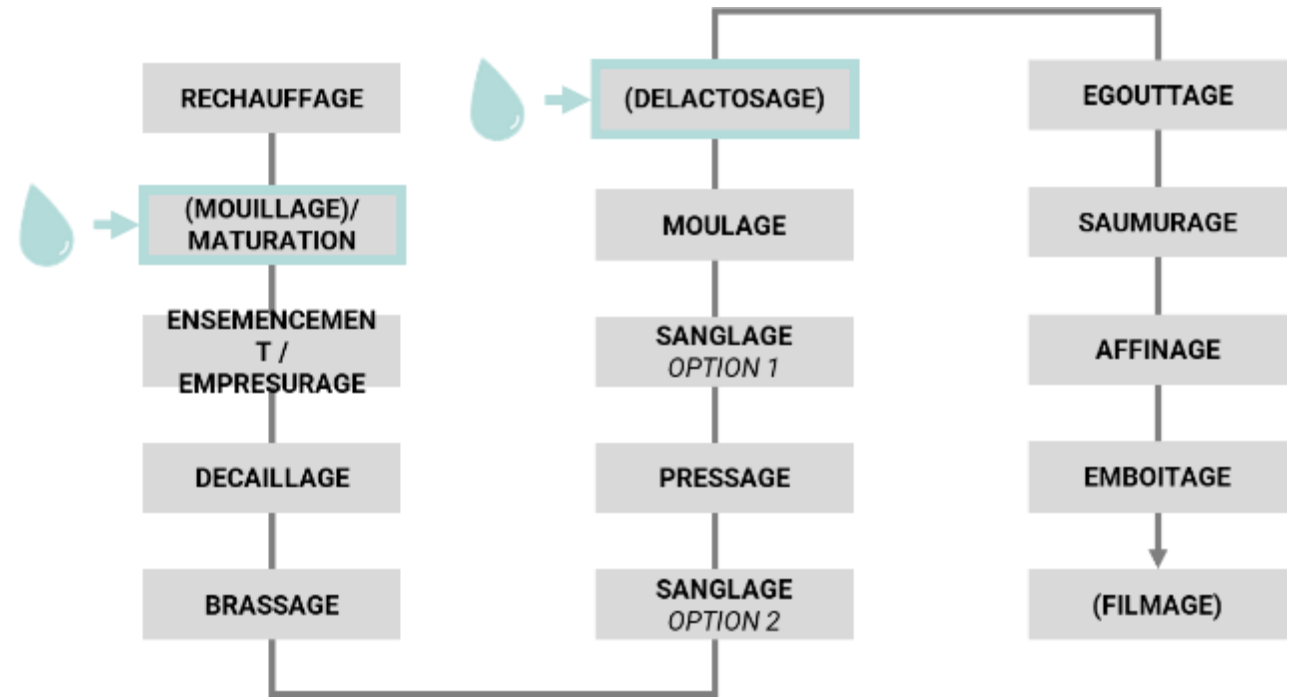 RECHAUFFAGE
(MOUILLAGE)/
MATURATION
ENSEMENCEMEN
T /
EMPRESURAGE
DECAILLAGE
BRASSAGE
(DELACTOSAGE)
MOULAGE
SANGLAGE
OPTION 1
PRESSAGE
SANGLAGE
OPTION 2
EGOUTTAGE
SAUMURAGE
AFFINAGE
EMBOITAGE
(FILMAGE)